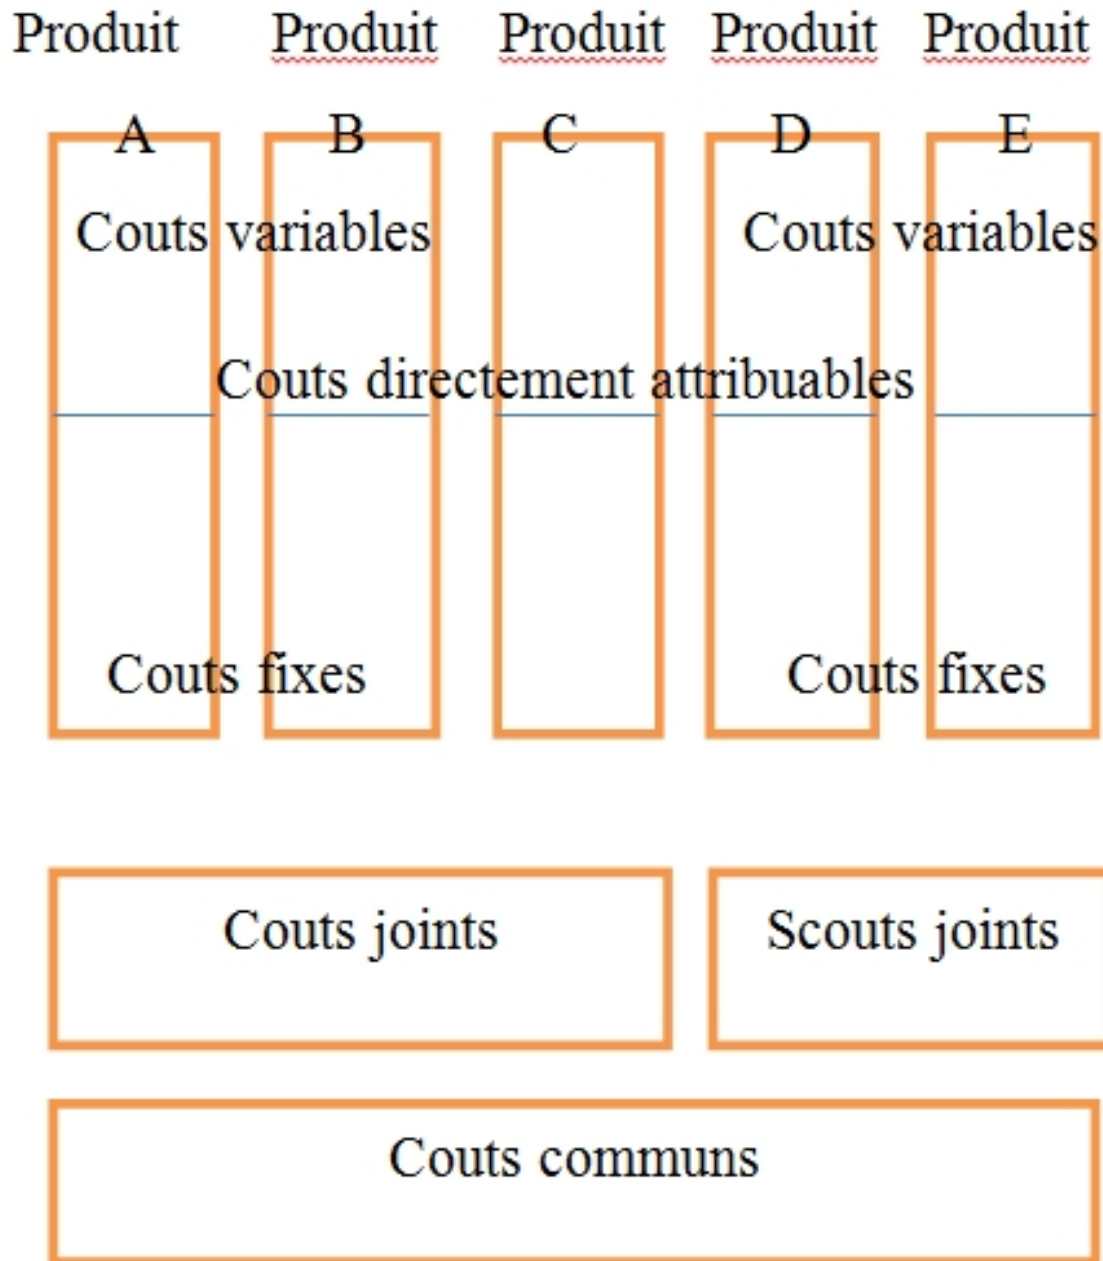 Produit Produit Produit Produit Produit
A B C D E
Couts variables Couts variables
Couts directement attribuables
Couts fixes Couts fixes
Couts joints Scouts joints
Couts communs